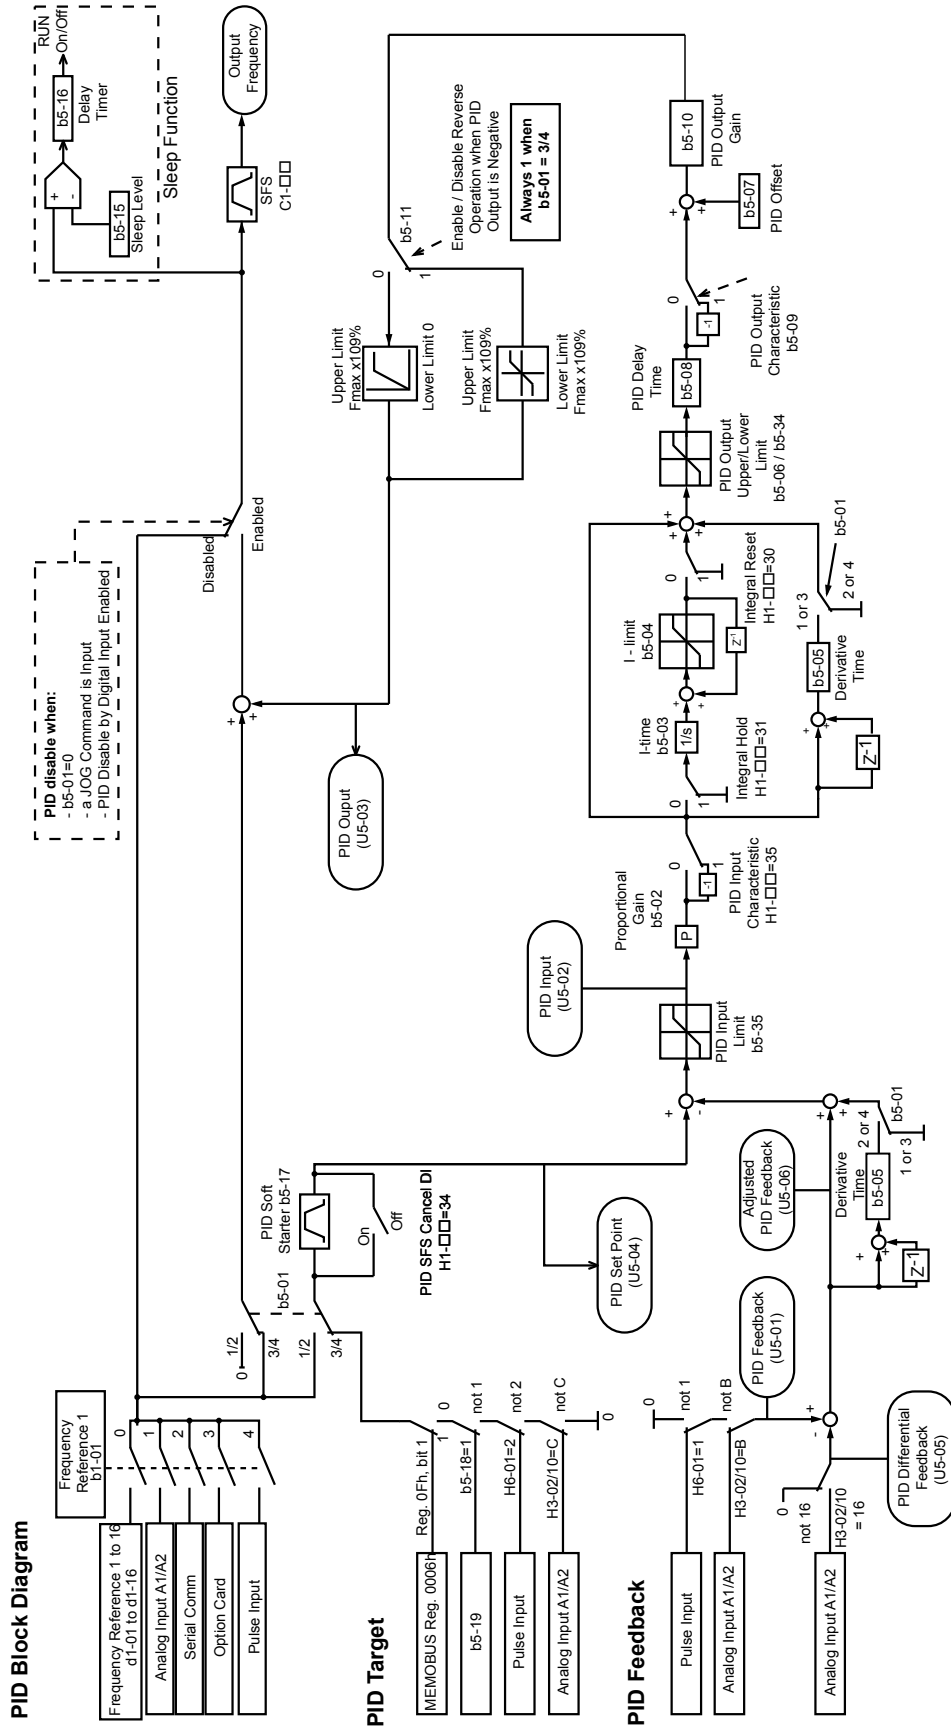 PID Block Diagram
Frequency
Reference 1
b1-01
Frequency Reference 1 to 16
d1-01 to d1-16
Analog Input A1/A2
Serial Comm
Option Card
Pulse Input
0
1
2
3
4
PID disable when:
- b5-01=0
- a JOG Command is Input
- PID Disable by Digital Input Enabled
Disabled
Enabled
RUN
On/Off
b5-16
Delay
Timer
+
-
b5-15
Sleep Level
Sleep Function
SFS
C1-□□
Output
Frequency
0
1/2
3/4
b5-01
1/2
3/4
PID Soft
Starter b5-17
On
Off
PID SFS Cancel DI
H1-□□=34
+
+
PID Ouput
(U5-03)
Upper Limit
Fmax x109%
Lower Limit 0
Upper Limit
Fmax x109%
Lower Limit
Fmax x109%
0
1
b5-11
Enable / Disable Reverse
Operation when PID
Output is Negative
Always 1 when
b5-01 = 3/4
PID Target
MEMOBUS Reg. 0006h
b5-19
Pulse Input
Analog Input A1/A2
Reg. 0Fh, bit 1
1
0
b5-18=1
not 1
H6-01=2
not 2
H3-02/10=C
not C
0
PID Set Point
(U5-04)
+
-
PID Input
Limit
b5-35
PID Input
(U5-02)
Proportional
Gain
b5-02
P
-1
0
1
PID Input
Characteristic
H1-□□=35
0
1
Integral Hold
H1-□□=31
I-time
b5-03
1/s
+
+
I - limit
b5-04
Z-1
0
1
Integral Reset
H1-□□=30
+
+
+
Z-1
+
+
b5-05
Derivative
Time
1 or 3
2 or 4
b5-01
PID Output
Upper/Lower
Limit
b5-06 / b5-34
PID Delay
Time
b5-08
-1
0
1
PID Output
Characteristic
b5-09
+
+
b5-07
PID Offset
b5-10
PID Output
Gain
PID Feedback
Pulse Input
Analog Input A1/A2
Analog Input A1/A2
H6-01=1
not 1
0
H3-02/10=B
not B
0
not 16
H3-02/10
= 16
PID Feedback
(U5-01)
+
-
PID Differential
Feedback
(U5-05)
Adjusted
PID Feedback
(U5-06)
Z-1
+
+
Derivative
Time
b5-05
2 or 4
1 or 3
b5-01
+
+